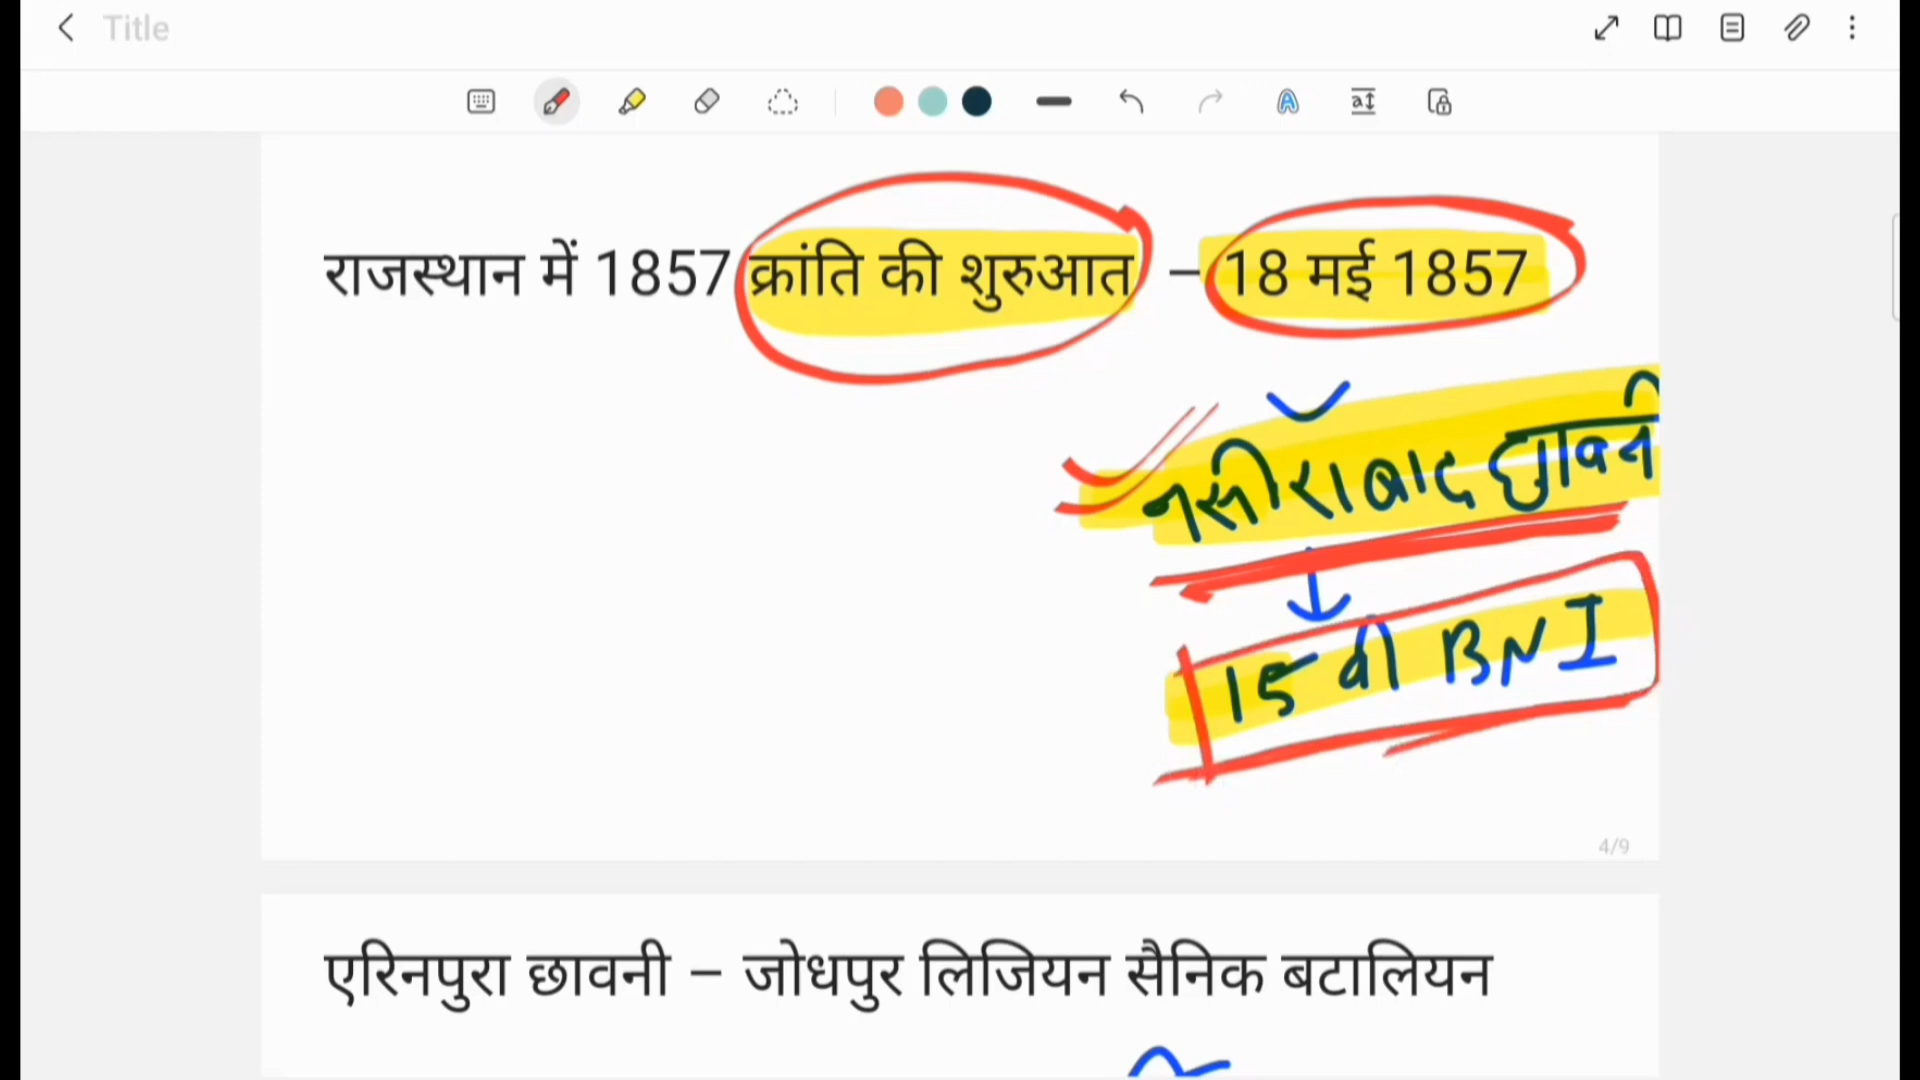 Title
राजस्थान में 1857 क्रांति की शुरुआत – 18 मई 1857
नसीराबाद छावनी
15 वी BNI
4/9
एरिनपुरा छावनी – जोधपुर लिजियन सैनिक बटालियन